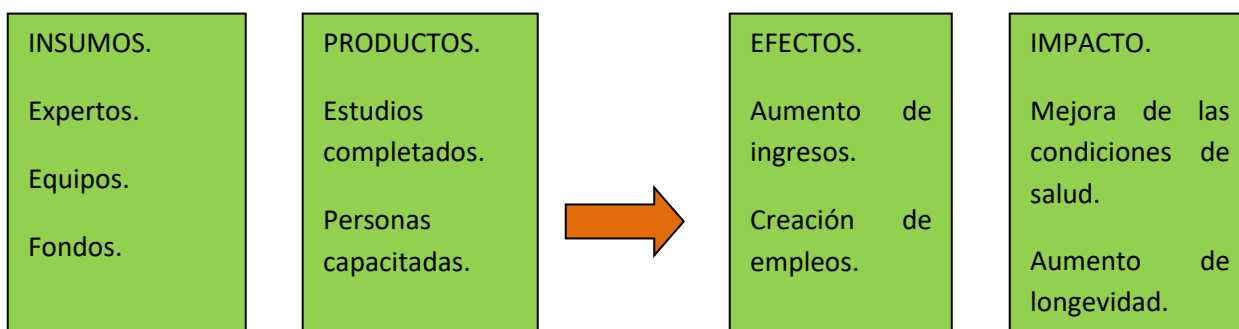 INSUMOS.
Expertos.
Equipos.
Fondos.
PRODUCTOS.
Estudios
completados.
Personas
capacitadas.
EFECTOS.
Aumento de
ingresos.
Creación de
empleos.
IMPACTO.
Mejora de las
condiciones de
salud.
Aumento de
longevidad.